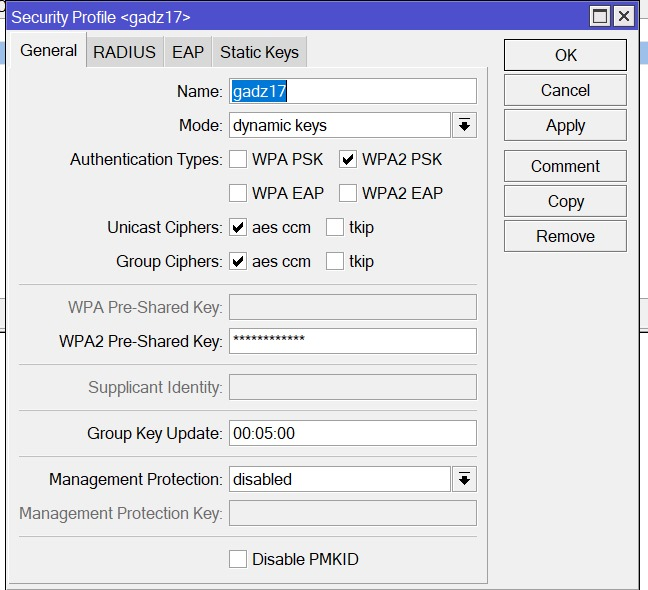 Security Profile <gadz17>
General RADIUS EAP Static Keys
OK
Name: gadz17
Cancel
Mode: dynamic keys
Apply
Authentication Types: WPA PSK WPA2 PSK
Comment
WPA EAP WPA2 EAP
Copy
Unicast Ciphers: aes ccm tkip
Remove
Group Ciphers: aes ccm tkip
WPA Pre-Shared Key:
WPA2 Pre-Shared Key: ************
Supplicant Identity:
Group Key Update: 00:05:00
Management Protection: disabled
Management Protection Key:
Disable PMKID